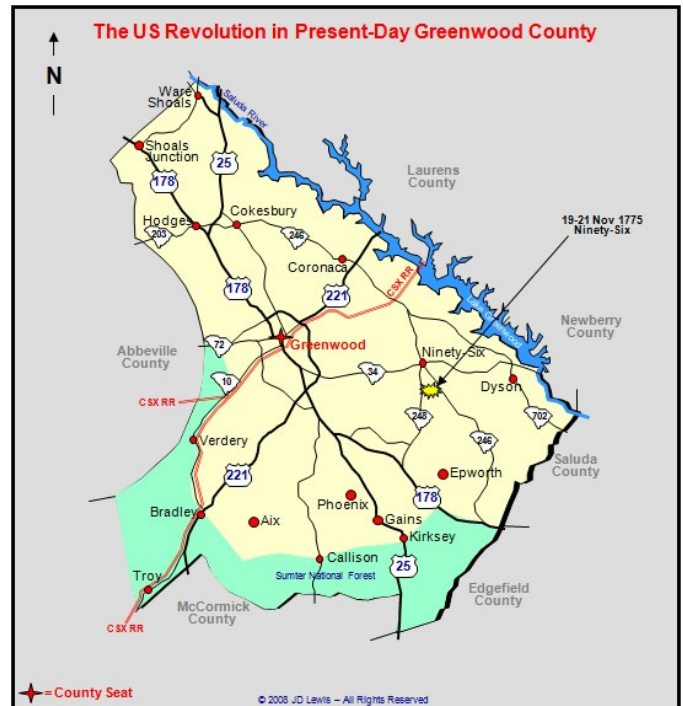 The US Revolution in Present-Day Greenwood County
N
Ware
Shoals
Saluda River
Shoals
Junction
25
178
Laurens
County
19-21 Nov 1775
Ninety-Six
Hodges
Cokesbury
203
246
Coronaca
CSX RR
178
221
Lake Greenwood
Newberry
County
Abbeville
County
72
Greenwood
Ninety-Six
10
34
Dyson
CSX RR
248
702
Verdery
246
Saluda
County
221
Epworth
178
Phoenix
Bradley
Aix
Gains
Kirksey
Callison
25
Troy
Sumter National Forest
Edgefield
County
McCormick
County
CSX RR
= County Seat
© 2008 JD Lewis – All Rights Reserved